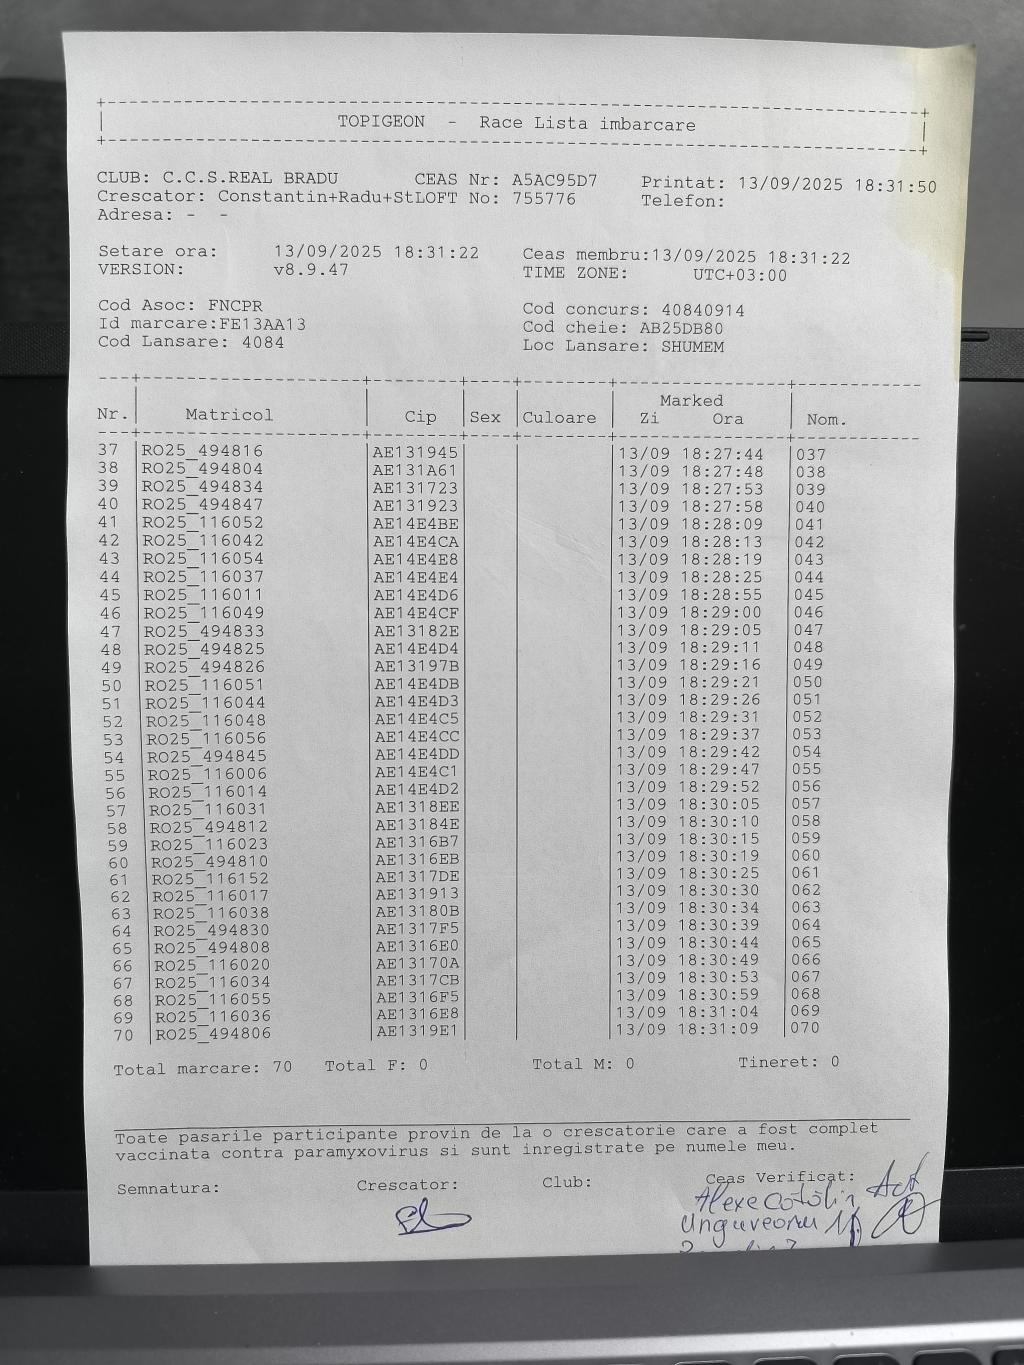 TOPIGEON - Race Lista imbarcare
CLUB: C.C.S.REAL BRADU CEAS Nr: A5AC95D7 Printat: 13/09/2025 18:31:50
Crescator: Constantin+Radu+StLOFT No: 755776 Telefon:
Adresa: - -
Setare ora: 13/09/2025 18:31:22 Ceas membru:13/09/2025 18:31:22
VERSION: v8.9.47 TIME ZONE: UTC+03:00
Cod Asoc: FNCPR Cod concurs: 40840914
Id marcare:FE13AA13 Cod cheie: AB25DB80
Cod Lansare: 4084 Loc Lansare: SHUMEM
Marked
Nr. Matricol Cip Sex Culoare Zi Ora Nom.
37 RO25_494816 AE131945 13/09 18:27:44 037
38 RO25_494804 AE131A61 13/09 18:27:48 038
39 RO25_494834 AE131723 13/09 18:27:53 039
40 RO25_494847 AE131923 13/09 18:27:58 040
41 RO25_116052 AE14E4BE 13/09 18:28:09 041
42 RO25_116042 AE14E4CA 13/09 18:28:13 042
43 RO25_116054 AE14E4E8 13/09 18:28:19 043
44 RO25_116037 AE14E4E4 13/09 18:28:25 044
45 RO25_116011 AE14E4D6 13/09 18:28:55 045
46 RO25_116049 AE14E4CF 13/09 18:29:00 046
47 RO25_494833 AE13182E 13/09 18:29:05 047
48 RO25_494825 AE14E4D4 13/09 18:29:11 048
49 RO25_494826 AE13197B 13/09 18:29:16 049
50 RO25_116051 AE14E4DB 13/09 18:29:21 050
51 RO25_116044 AE14E4D3 13/09 18:29:26 051
52 RO25_116048 AE14E4C5 13/09 18:29:31 052
53 RO25_116056 AE14E4CC 13/09 18:29:37 053
54 RO25_494845 AE14E4DD 13/09 18:29:42 054
55 RO25_116006 AE14E4C1 13/09 18:29:47 055
56 RO25_116014 AE14E4D2 13/09 18:29:52 056
57 RO25_116031 AE1318EE 13/09 18:30:05 057
58 RO25_494812 AE13184E 13/09 18:30:10 058
59 RO25_116023 AE1316B7 13/09 18:30:15 059
60 RO25_494810 AE1316EB 13/09 18:30:19 060
61 RO25_116152 AE1317DE 13/09 18:30:25 061
62 RO25_116017 AE131913 13/09 18:30:30 062
63 RO25_116038 AE13180B 13/09 18:30:34 063
64 RO25_494830 AE1317F5 13/09 18:30:39 064
65 RO25_494808 AE1316E0 13/09 18:30:44 065
66 RO25_116020 AE13170A 13/09 18:30:49 066
67 RO25_116034 AE1317CB 13/09 18:30:53 067
68 RO25_116055 AE1316F5 13/09 18:30:59 068
69 RO25_116036 AE1316E8 13/09 18:31:04 069
70 RO25_494806 AE1319E1 13/09 18:31:09 070
Total marcare: 70 Total F: 0 Total M: 0 Tineret: 0
Toate pasarile participante provin de la o crescatorie care a fost complet
vaccinata contra paramyxovirus si sunt inregistrate pe numele meu.
Semnatura: Crescator: Club: Ceas Verificat:
Alexe Cătălin
Ungureanu